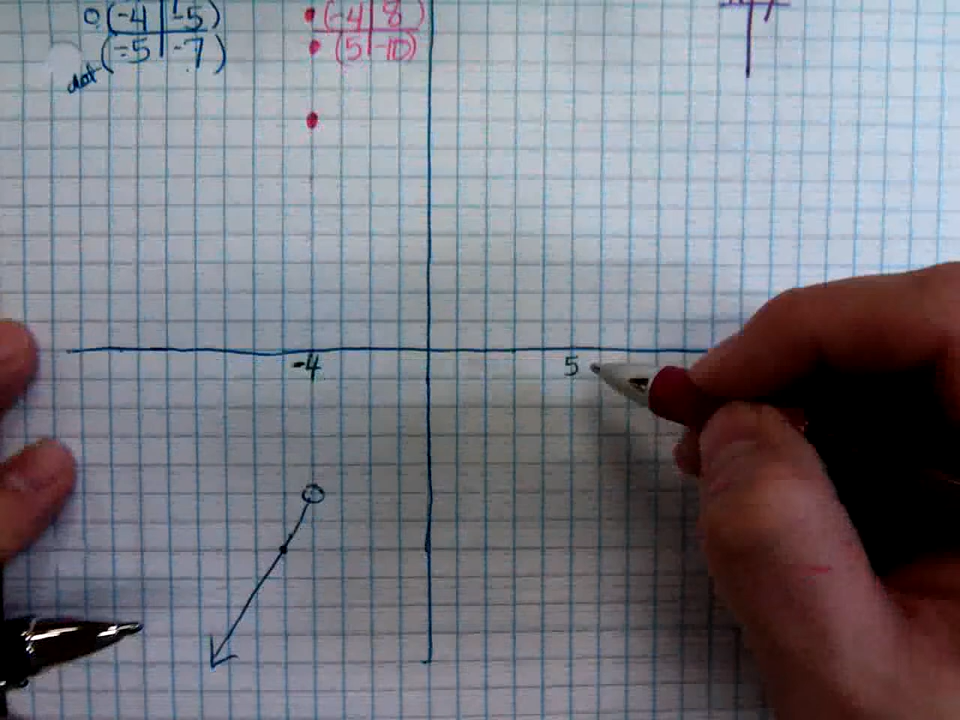 (-4 | -5)
dot (-5 | -7)
(-4 | 8)
(5 | -10)
-4 5